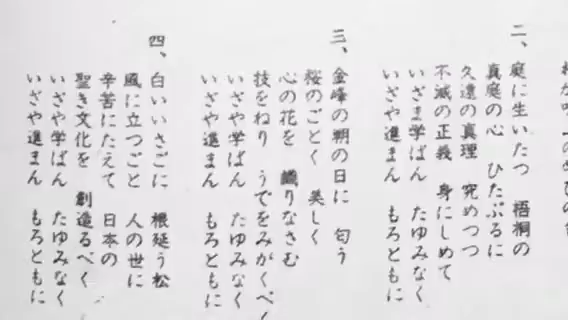 二、庭に生いたつ 梧桐の
真庭の心 ひたぶるに
久遠の真理 究めつつ
不滅の正義 身にしめて
いざま学ばん たゆみなく
いざや進まん もろともに
三、金峰の朔の日に 匂う
桜のごとく 美しく
心の花を 織りなさむ
技をねり うでをみがくべく
いざや学ばん たゆみなく
いざや進まん もろともに
四、白いいさごに 根延う松
風に立つごと 人の世に
辛苦にたえて 日本の
聖き文化を 創造るべく
いざや学ばん たゆみなく
いざや進まん もろともに